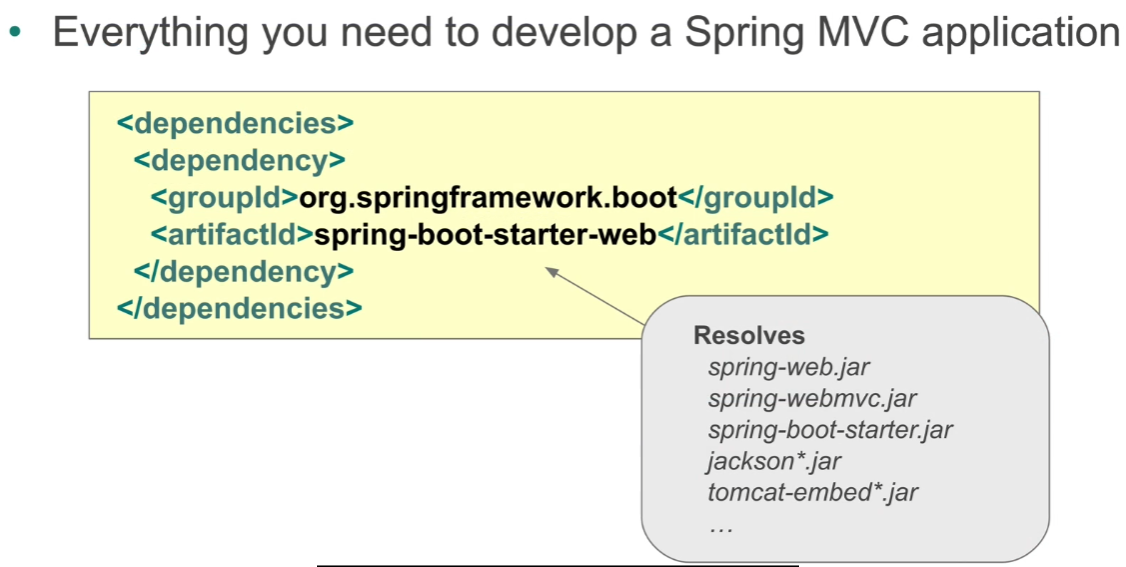 • Everything you need to develop a Spring MVC application
<dependencies>
<dependency>
<groupId>org.springframework.boot</groupId>
<artifactId>spring-boot-starter-web</artifactId>
</dependency>
</dependencies>
Resolves
spring-web.jar
spring-webmvc.jar
spring-boot-starter.jar
jackson*.jar
tomcat-embed*.jar
…